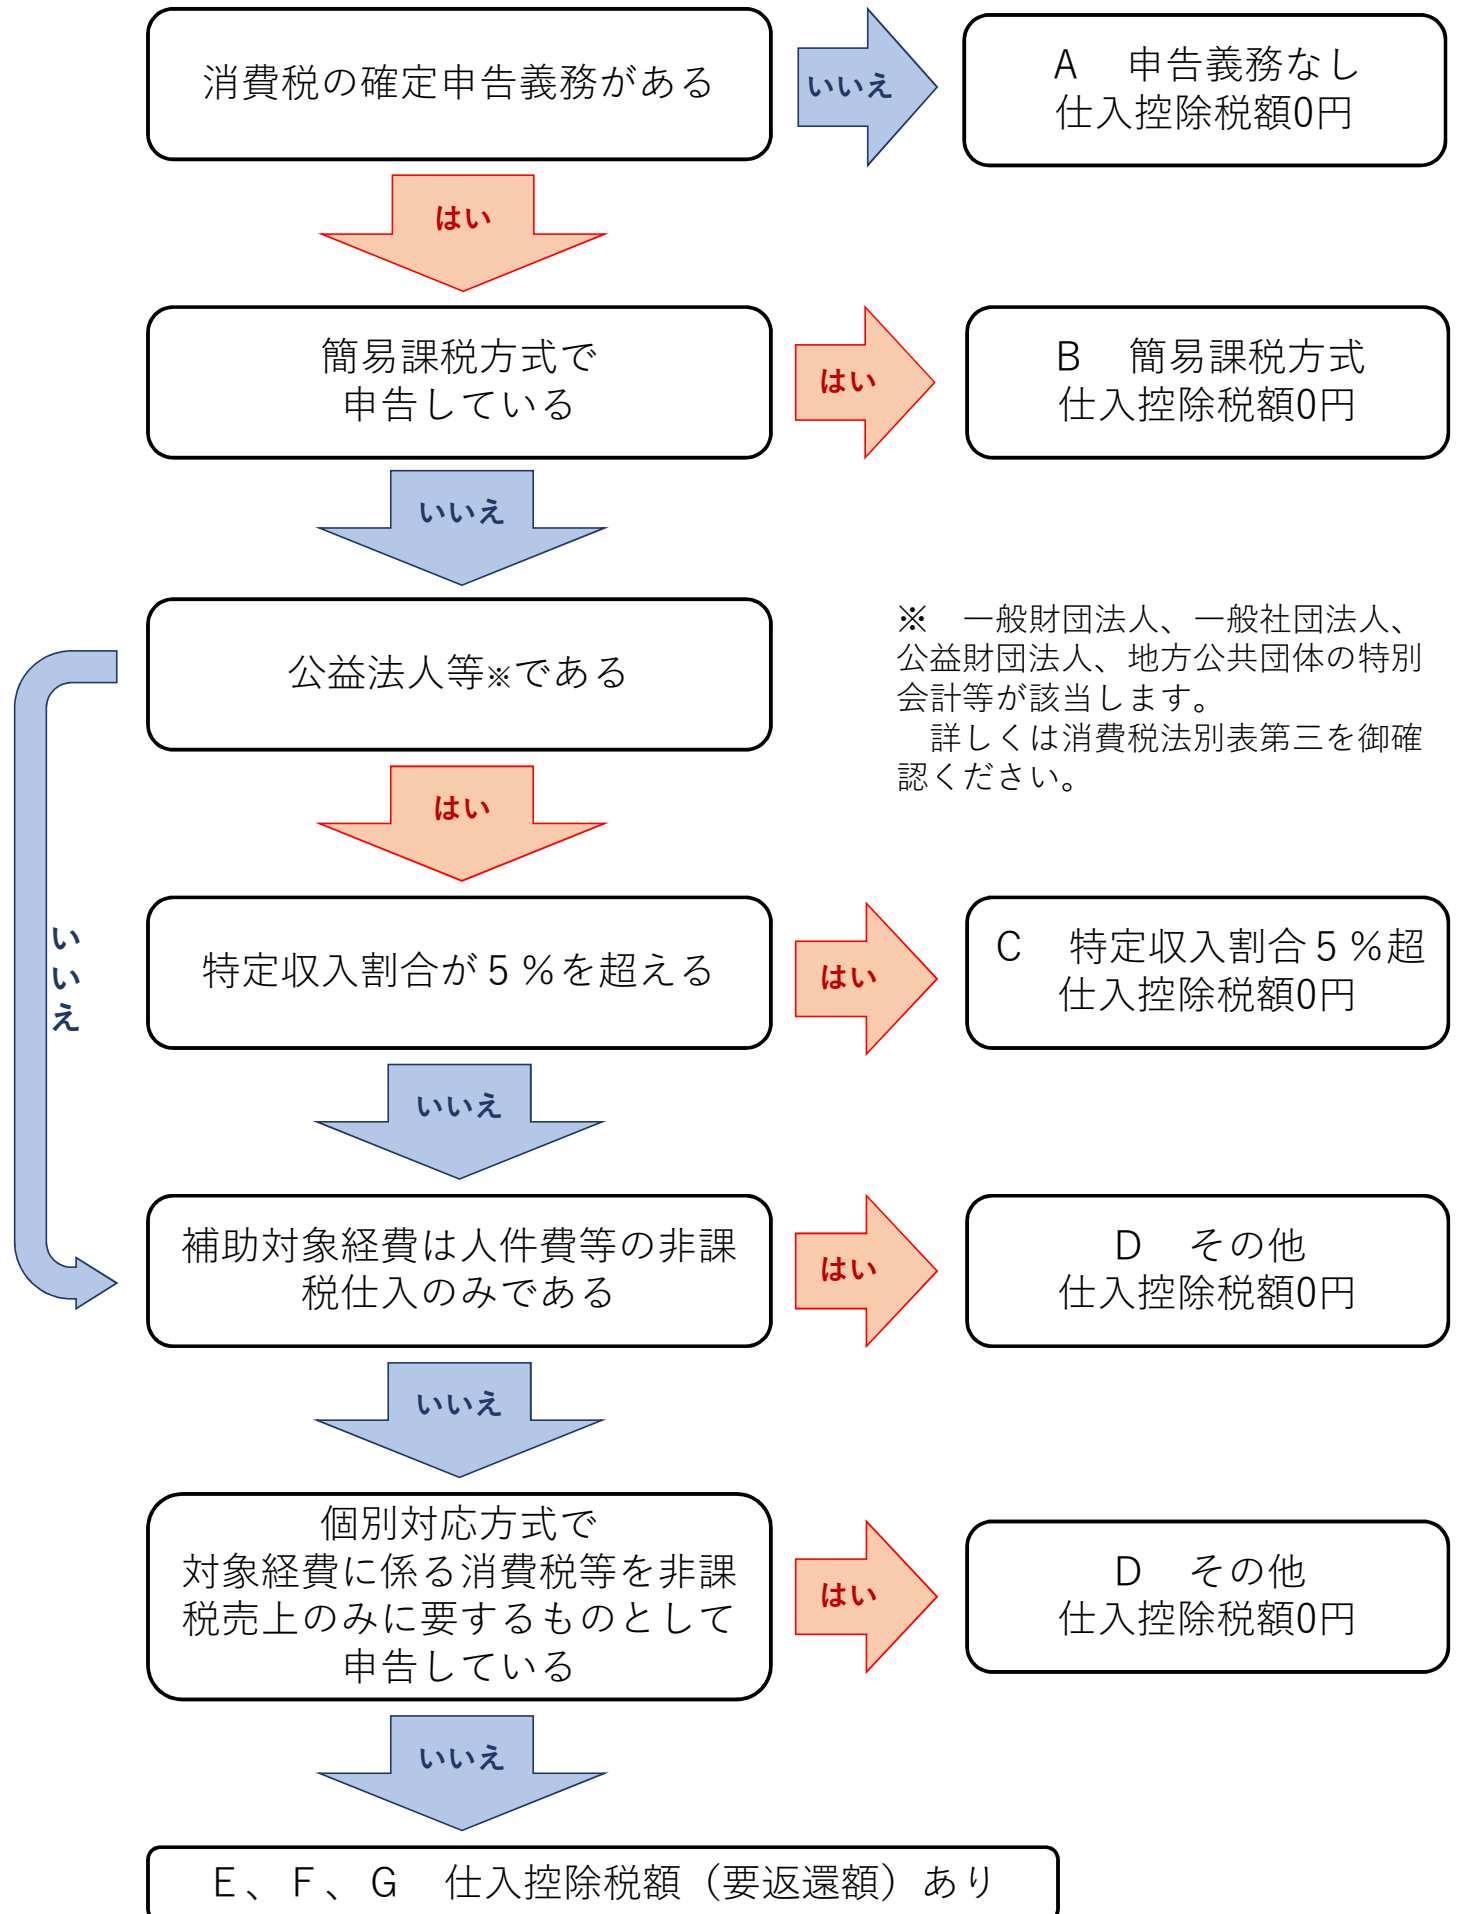 消費税の確定申告義務がある
いいえ
A　申告義務なし
仕入控除税額0円
はい
簡易課税方式で
申告している
はい
B　簡易課税方式
仕入控除税額0円
いいえ
公益法人等※である
※　一般財団法人、一般社団法人、
公益財団法人、地方公共団体の特別
会計等が該当します。
　詳しくは消費税法別表第三を御確
認ください。
はい
いいえ
特定収入割合が５％を超える
はい
C　特定収入割合５％超
仕入控除税額0円
いいえ
補助対象経費は人件費等の非課
税仕入のみである
はい
D　その他
仕入控除税額0円
いいえ
個別対応方式で
対象経費に係る消費税等を非課
税売上のみに要するものとして
申告している
はい
D　その他
仕入控除税額0円
いいえ
E、F、G　仕入控除税額（要返還額）あり